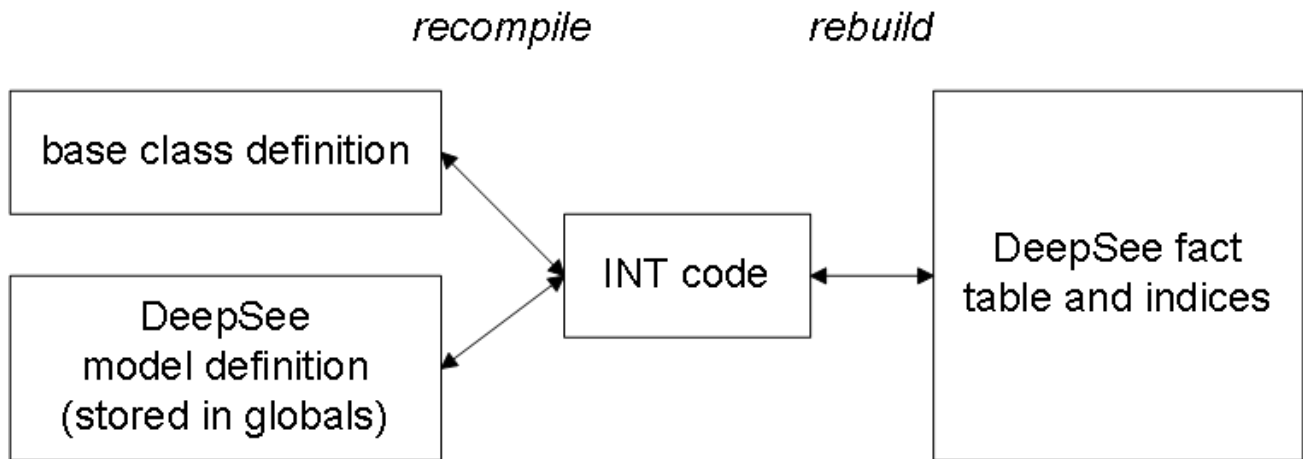 recompile
rebuild
base class definition
DeepSee
model definition
(stored in globals)
INT code
DeepSee fact
table and indices